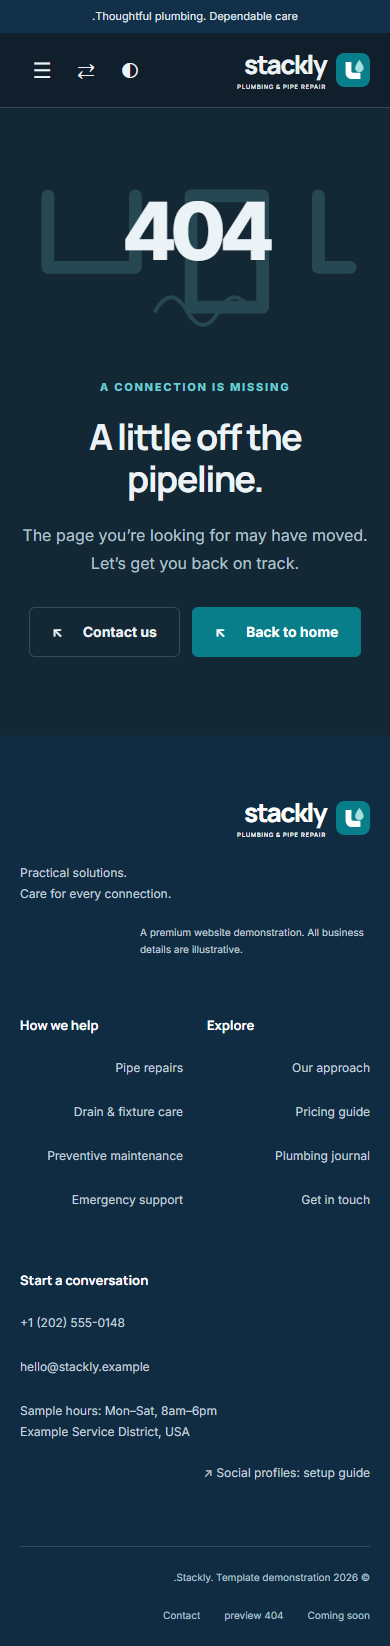 .Thoughtful plumbing. Dependable care
stackly
PLUMBING & PIPE REPAIR
404
A CONNECTION IS MISSING
A little off the
pipeline.
The page you’re looking for may have moved.
Let’s get you back on track.
Contact us
Back to home
stackly
PLUMBING & PIPE REPAIR
Practical solutions.
Care for every connection.
A premium website demonstration. All business
details are illustrative.
How we help
Pipe repairs
Drain & fixture care
Preventive maintenance
Emergency support
Explore
Our approach
Pricing guide
Plumbing journal
Get in touch
Start a conversation
+1 (202) 555-0148
hello@stackly.example
Sample hours: Mon–Sat, 8am–6pm
Example Service District, USA
↗ Social profiles: setup guide
.Stackly. Template demonstration 2026 ©
Contact preview 404 Coming soon